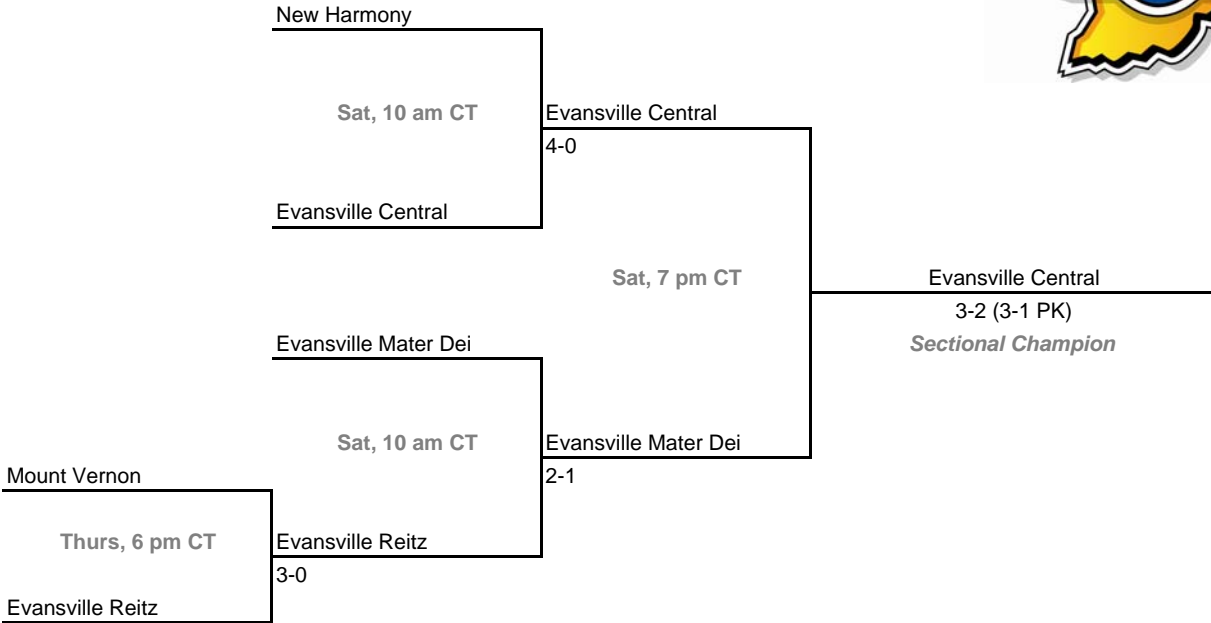 New Harmony
Sat, 10 am CT
Evansville Central
4-0
Evansville Central
Sat, 7 pm CT
Evansville Central
3-2 (3-1 PK)
Sectional Champion
Evansville Mater Dei
Sat, 10 am CT
Evansville Mater Dei
2-1
Mount Vernon
Thurs, 6 pm CT
Evansville Reitz
3-0
Evansville Reitz